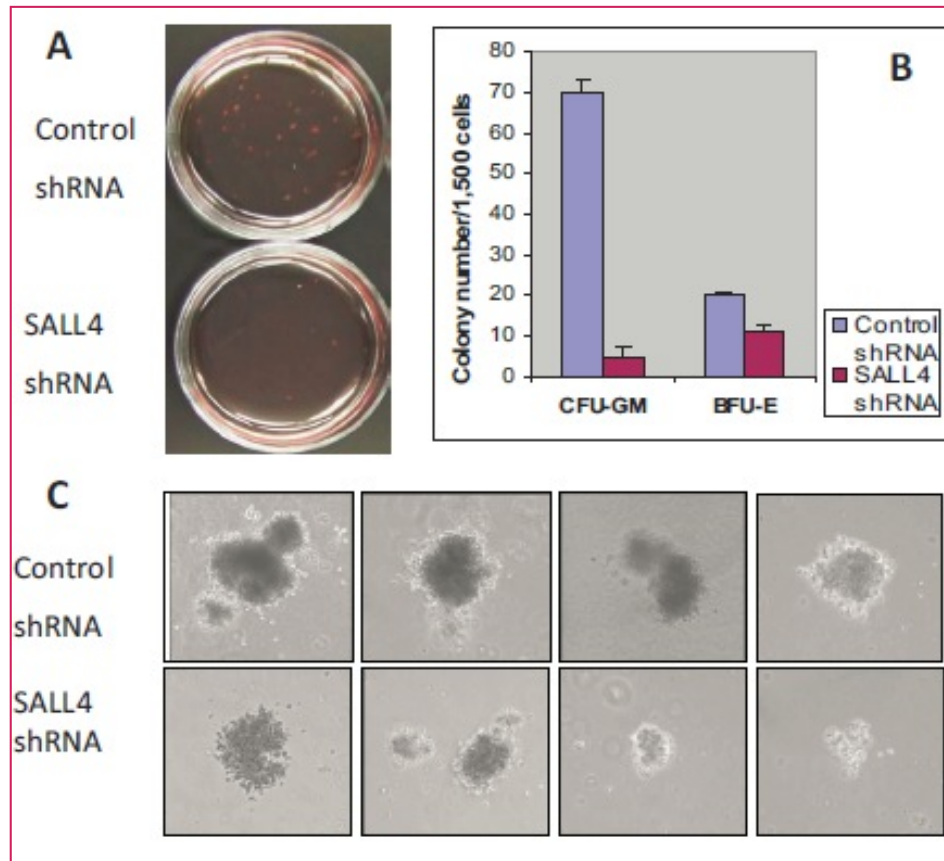 A
Control
shRNA
SALL4
shRNA
B
80
70
60
50
40
30
20
10
0
Colony number/1,500 cells
CFU-GM
BFU-E
Control
shRNA
SALL4
shRNA
C
Control
shRNA
SALL4
shRNA